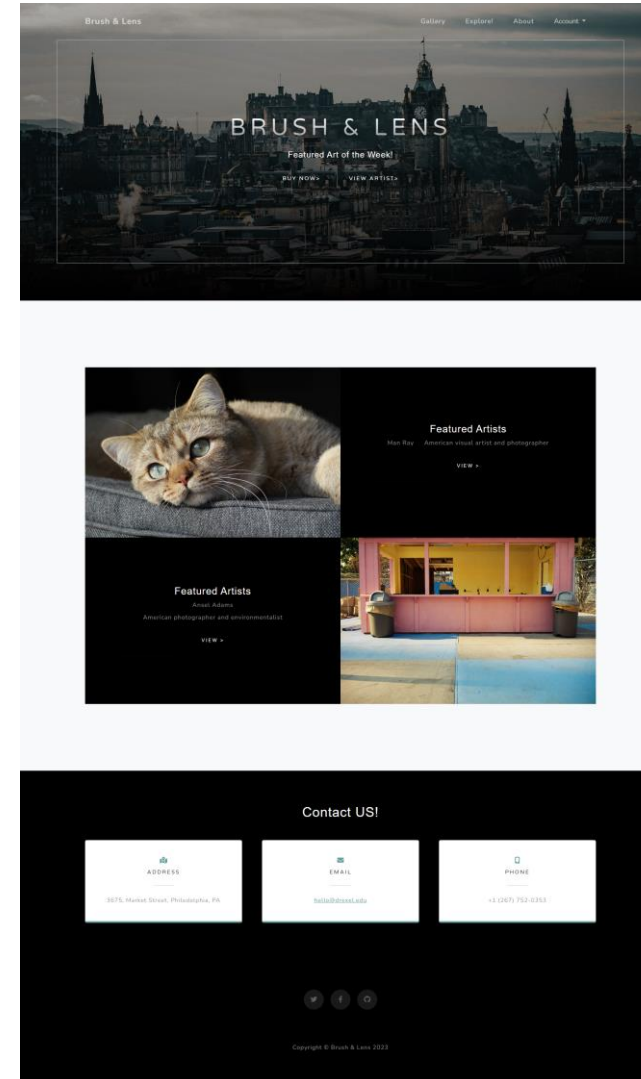 Brush & Lens
Gallery Explore! About Account
BRUSH & LENS
Featured Art of the Week!
BUY NOW> VIEW ARTIST>
Featured Artists
Man Ray American visual artist and photographer
VIEW >
Featured Artists
Ansel Adams
American photographer and environmentalist
VIEW >
Contact US!
ADDRESS
3675, Market Street, Philadelphia, PA
EMAIL
hello@drexel.edu
PHONE
+1 (267) 752-0353
Copyright © Brush & Lens 2023